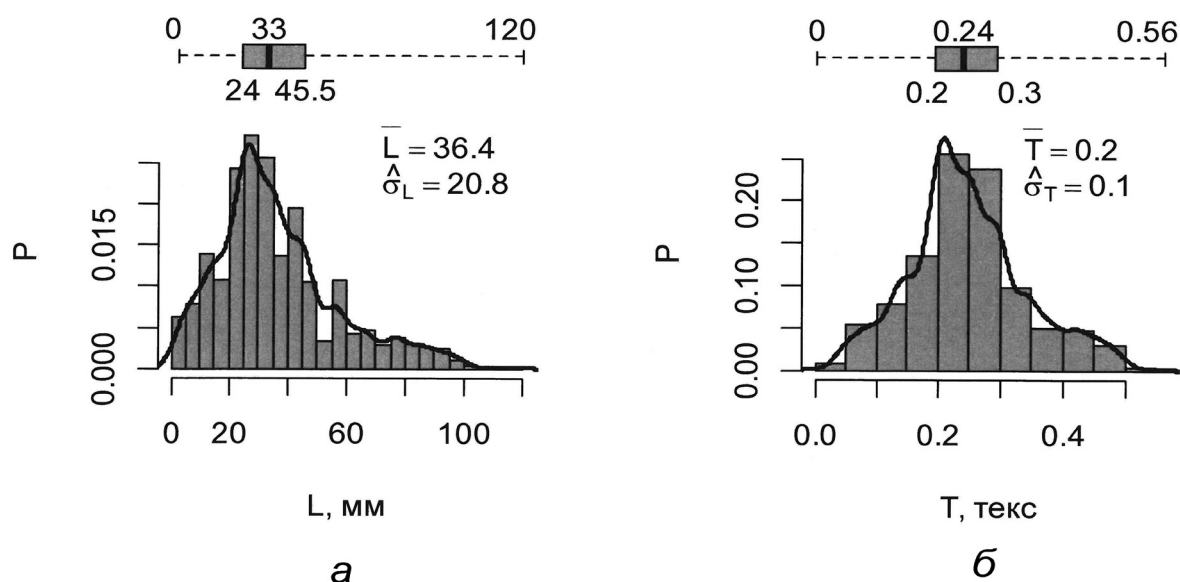 0 33 120
24 45.5
L̅ = 36.4
σ̂L = 20.8
P
0.015
0.000
0 20 60 100
L, мм
а
0 0.24 0.56
0.2 0.3
T̅ = 0.2
σ̂T = 0.1
P
0.20
0.10
0.00
0.0 0.2 0.4
T, текс
б